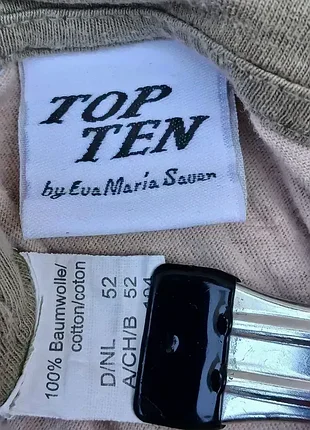 TOP
TEN
by Eva Maria Sauer
100% Baumwolle/
cotton/coton
D/NL 52
A/CH/B 52